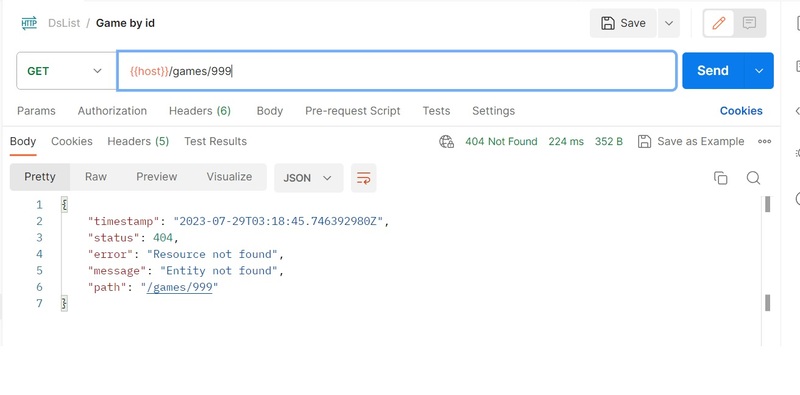 HTTP DsList / Game by id Save
GET {{host}}/games/999 Send
Params Authorization Headers (6) Body Pre-request Script Tests Settings Cookies
Body Cookies Headers (5) Test Results 404 Not Found 224 ms 352 B Save as Example
Pretty Raw Preview Visualize JSON
1 {
2 "timestamp": "2023-07-29T03:18:45.746392980Z",
3 "status": 404,
4 "error": "Resource not found",
5 "message": "Entity not found",
6 "path": "/games/999"
7 }